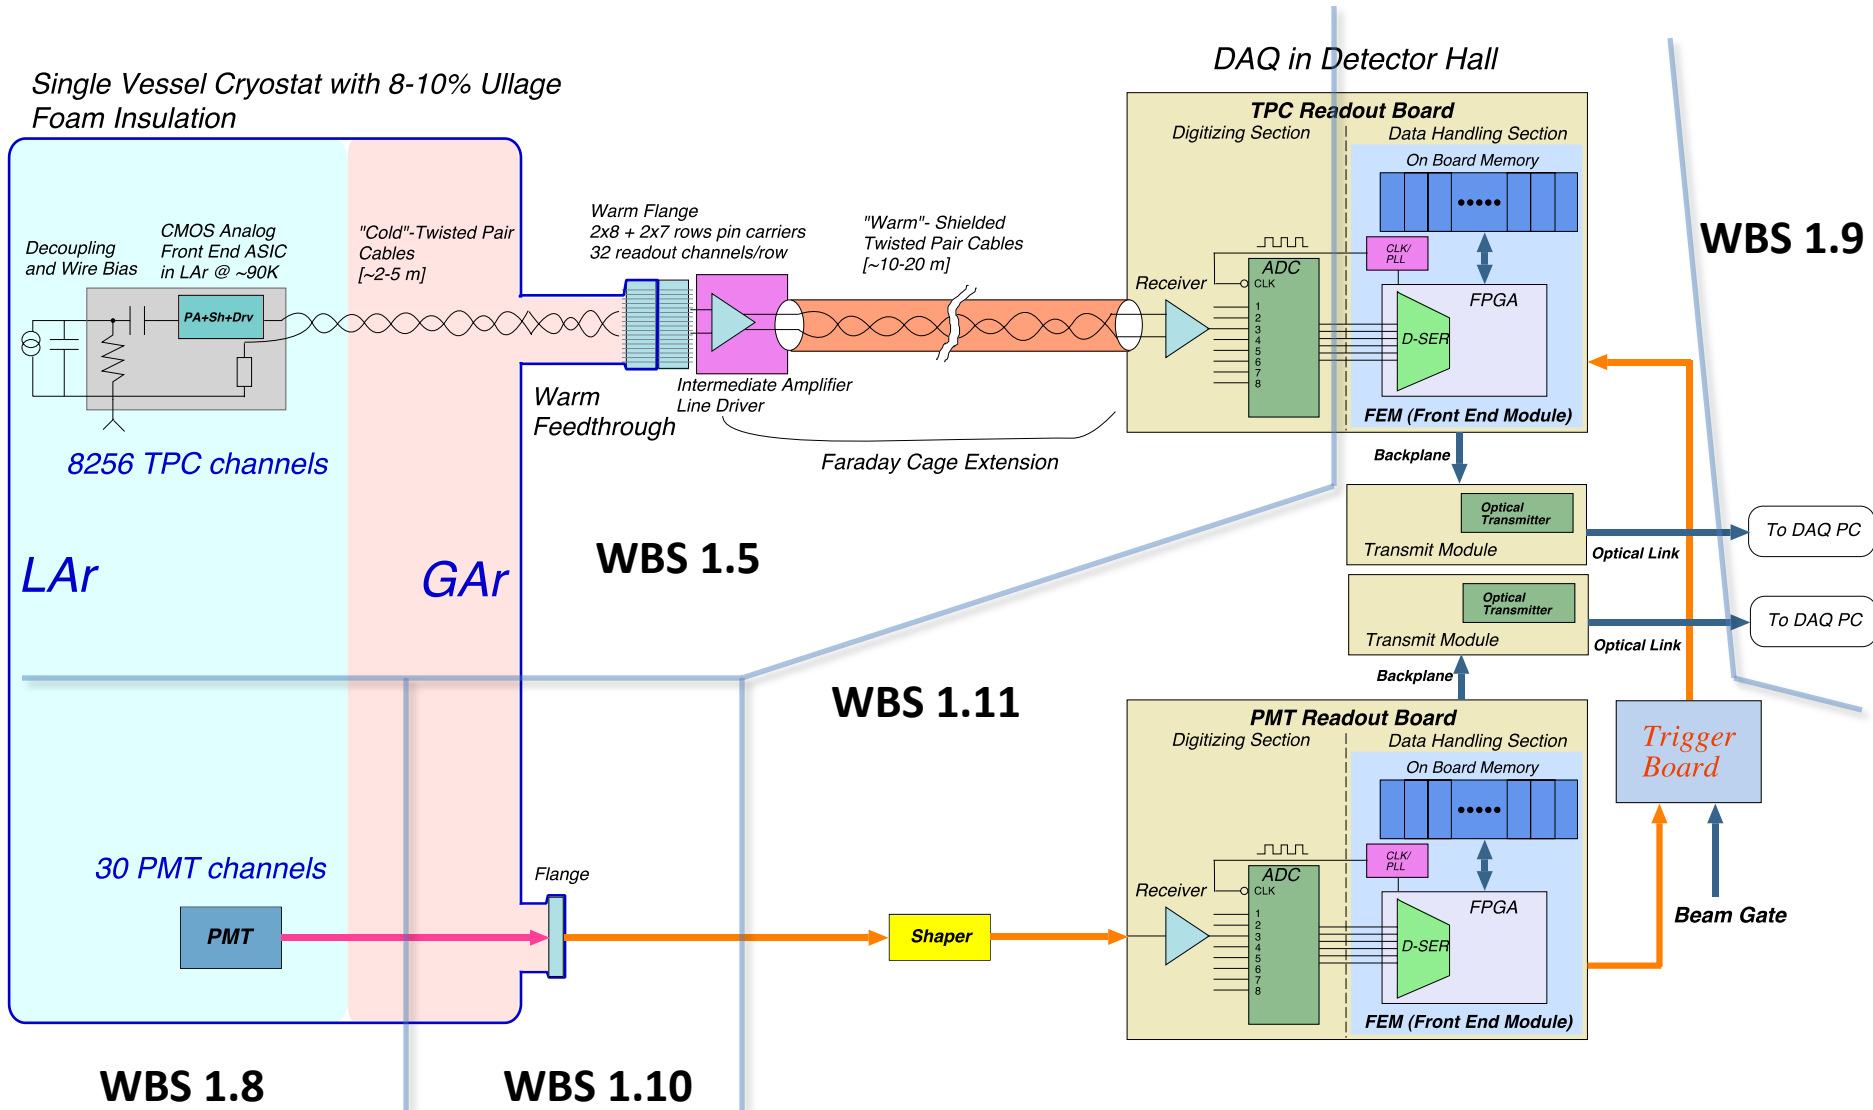 Single Vessel Cryostat with 8-10% Ullage
Foam Insulation
DAQ in Detector Hall
Decoupling
and Wire Bias
CMOS Analog
Front End ASIC
in LAr @ ~90K
PA+Sh+Drv
"Cold"-Twisted Pair
Cables
[~2-5 m]
Warm Flange
2x8 + 2x7 rows pin carriers
32 readout channels/row
"Warm"- Shielded
Twisted Pair Cables
[~10-20 m]
Warm
Feedthrough
Intermediate Amplifier
Line Driver
Faraday Cage Extension
8256 TPC channels
LAr
GAr
WBS 1.5
TPC Readout Board
Digitizing Section
Data Handling Section
On Board Memory
Receiver
ADC
CLK
1
2
3
4
5
6
7
8
CLK/
PLL
FPGA
D-SER
FEM (Front End Module)
WBS 1.9
Backplane
Optical
Transmitter
Transmit Module
Optical Link
To DAQ PC
Optical
Transmitter
Transmit Module
Optical Link
To DAQ PC
Backplane
WBS 1.11
PMT Readout Board
Digitizing Section
Data Handling Section
On Board Memory
Receiver
ADC
CLK
1
2
3
4
5
6
7
8
CLK/
PLL
FPGA
D-SER
FEM (Front End Module)
Trigger
Board
Beam Gate
30 PMT channels
PMT
Flange
Shaper
WBS 1.8
WBS 1.10